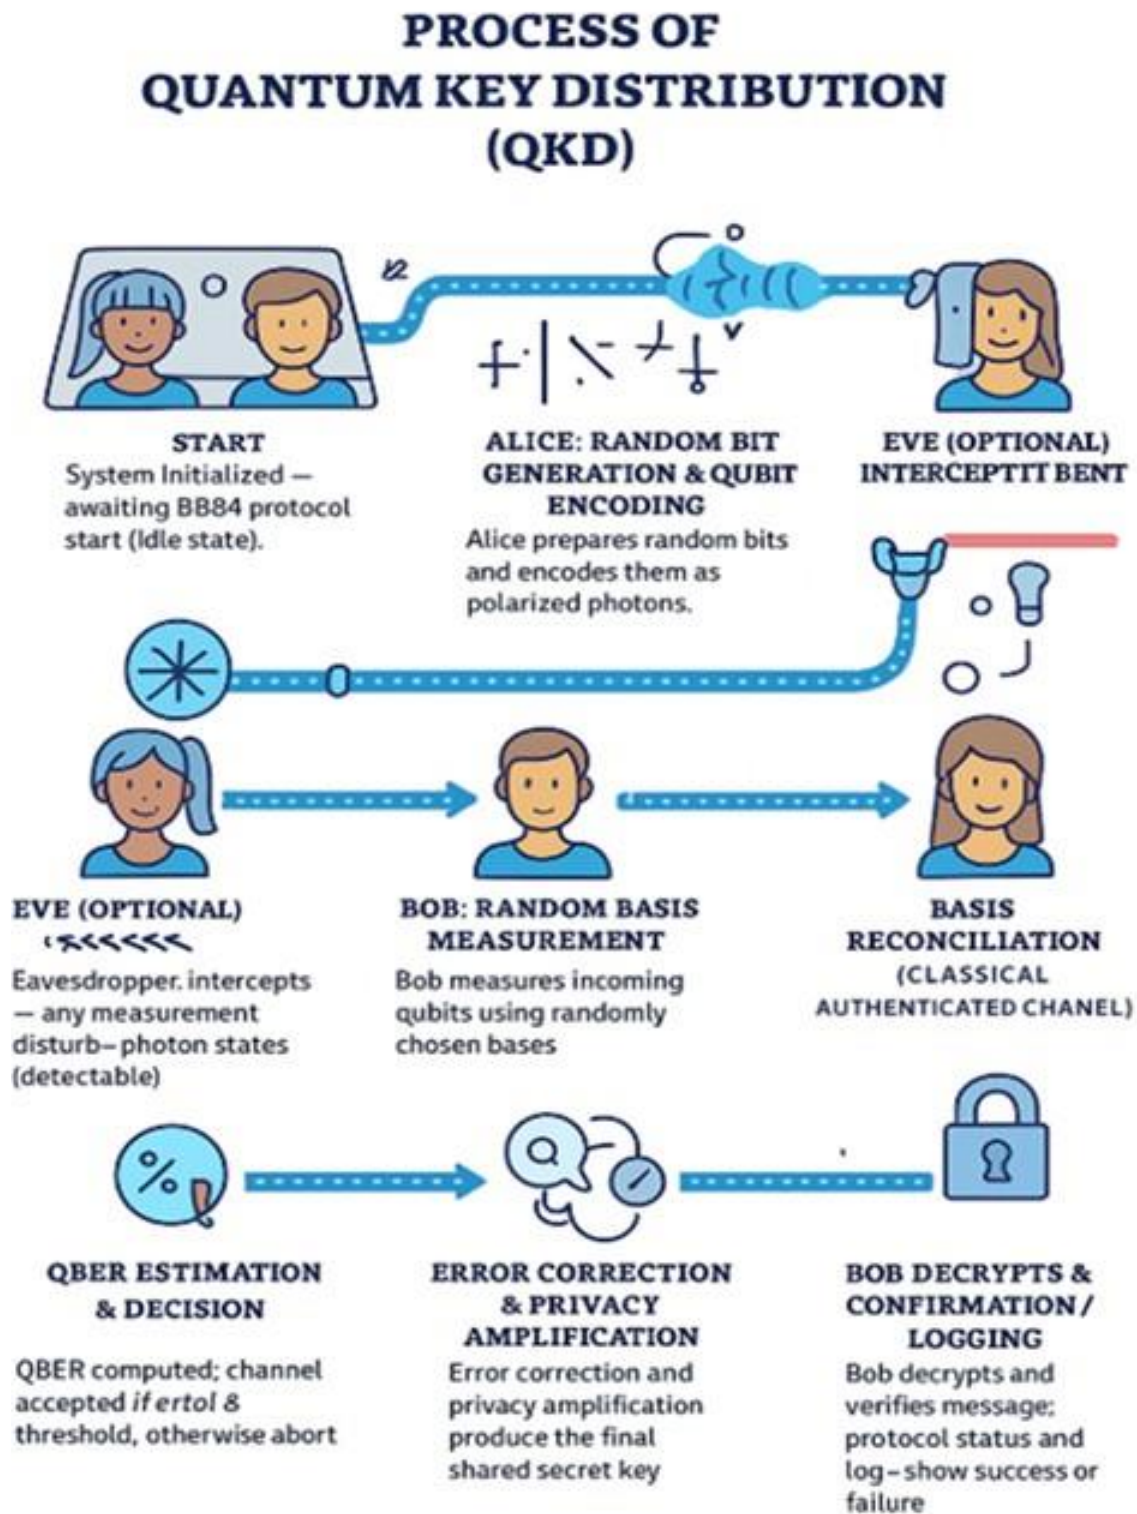 PROCESS OF
QUANTUM KEY DISTRIBUTION
(QKD)
START
System Initialized —
awaiting BB84 protocol
start (Idle state).
ALICE: RANDOM BIT
GENERATION & QUBIT
ENCODING
Alice prepares random bits
and encodes them as
polarized photons.
EVE (OPTIONAL)
INTERCEPTTIT BENT
EVE (OPTIONAL)
Eavesdropper. intercepts
— any measurement
disturb–photon states
(detectable)
BOB: RANDOM BASIS
MEASUREMENT
Bob measures incoming
qubits using randomly
chosen bases
BASIS
RECONCILIATION
(CLASSICAL
AUTHENTICATED CHANEL)
%
QBER ESTIMATION
& DECISION
QBER computed; channel
accepted if ertol &
threshold, otherwise abort
Q
ERROR CORRECTION
& PRIVACY
AMPLIFICATION
Error correction and
privacy amplification
produce the final
shared secret key
BOB DECRYPTS &
CONFIRMATION /
LOGGING
Bob decrypts and
verifies message;
protocol status and
log–show success or
failure